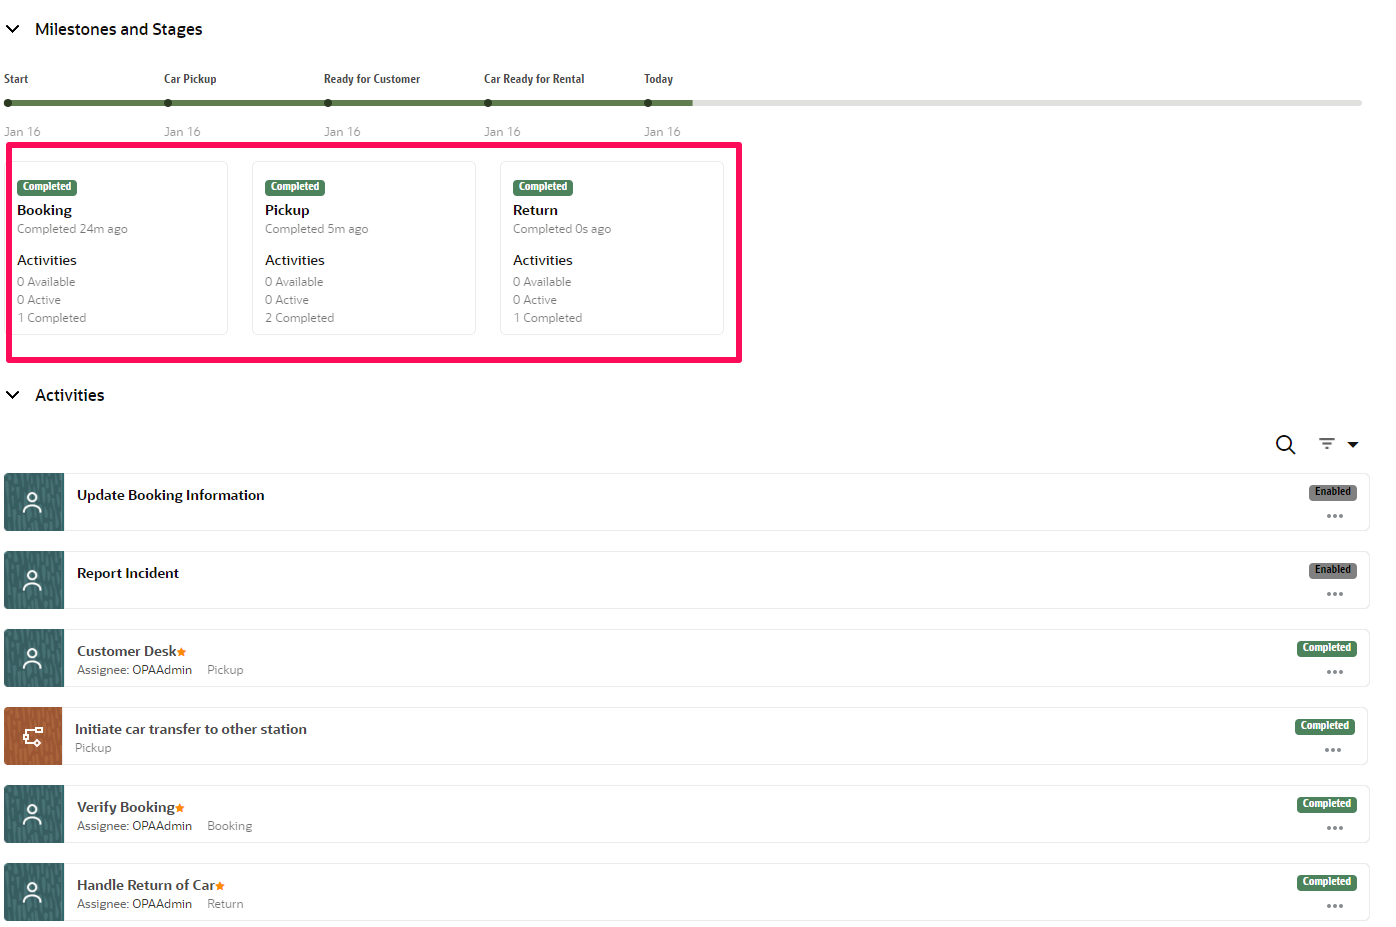 Milestones and Stages
Start Car Pickup Ready for Customer Car Ready for Rental Today
Jan 16 Jan 16 Jan 16 Jan 16 Jan 16
Completed
Booking
Completed 24m ago
Activities
0 Available
0 Active
1 Completed
Completed
Pickup
Completed 5m ago
Activities
0 Available
0 Active
2 Completed
Completed
Return
Completed 0s ago
Activities
0 Available
0 Active
1 Completed
Activities
Update Booking Information
Enabled
Report Incident
Enabled
Customer Desk
Assignee: OPAAdmin Pickup
Completed
Initiate car transfer to other station
Pickup
Completed
Verify Booking
Assignee: OPAAdmin Booking
Completed
Handle Return of Car
Assignee: OPAAdmin Return
Completed